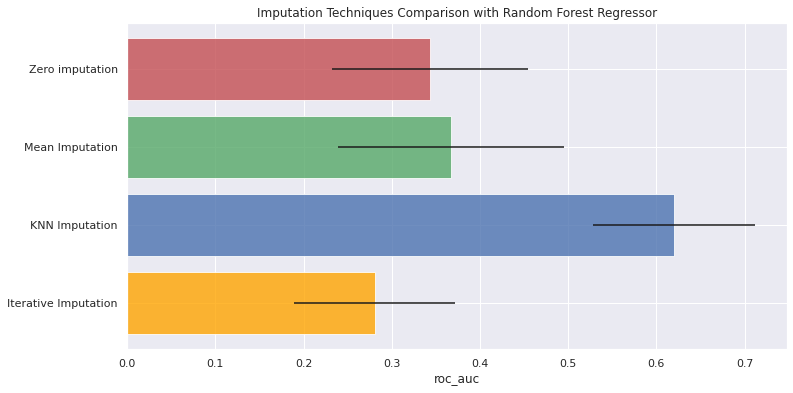 Imputation Techniques Comparison with Random Forest Regressor
Zero imputation
Mean Imputation
KNN Imputation
Iterative Imputation
0.0 0.1 0.2 0.3 0.4 0.5 0.6 0.7
roc_auc